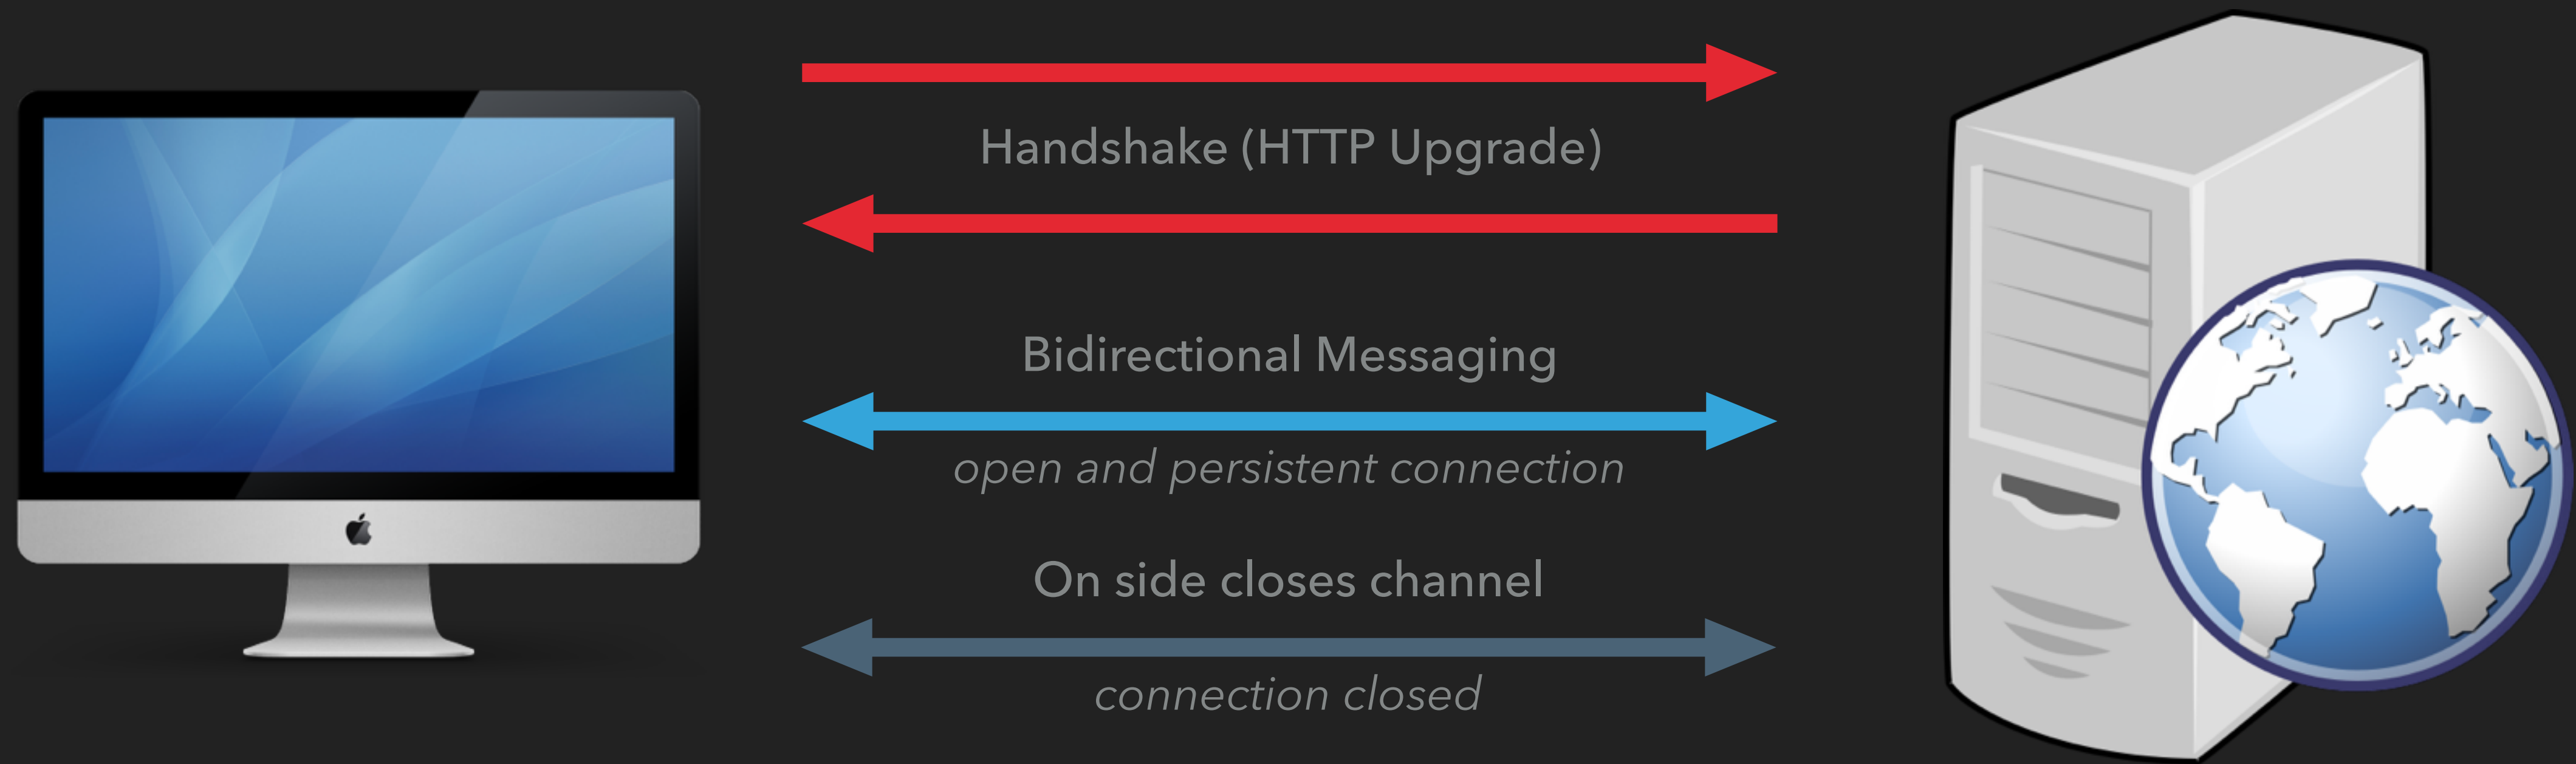 Handshake (HTTP Upgrade)
Bidirectional Messaging
open and persistent connection
On side closes channel
connection closed